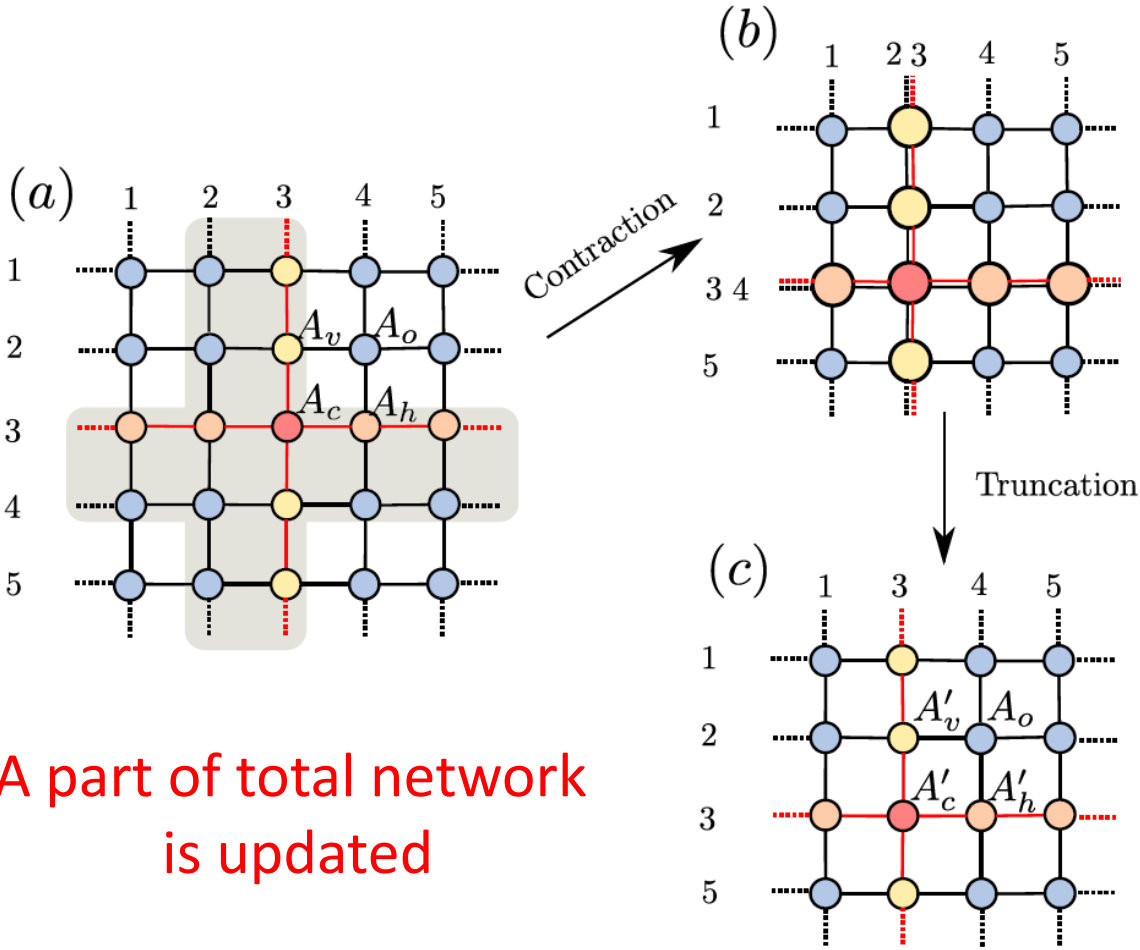 (a)
1 2 3 4 5
1
2
A_v A_o
A_c A_h
3
4
5
Contraction
(b)
1 2 3 4 5
1
2
3 4
5
Truncation
(c)
1 3 4 5
1
A'_v A_o
2
A'_c A'_h
3
5
A part of total network
is updated